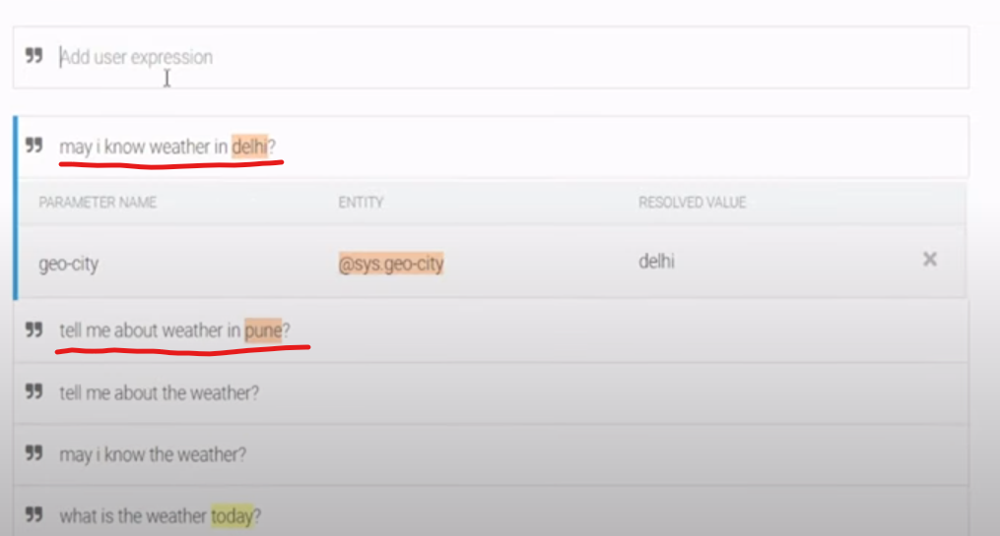 Add user expression
may i know weather in delhi?
PARAMETER NAME ENTITY RESOLVED VALUE
geo-city @sys.geo-city delhi
tell me about weather in pune?
tell me about the weather?
may i know the weather?
what is the weather today?